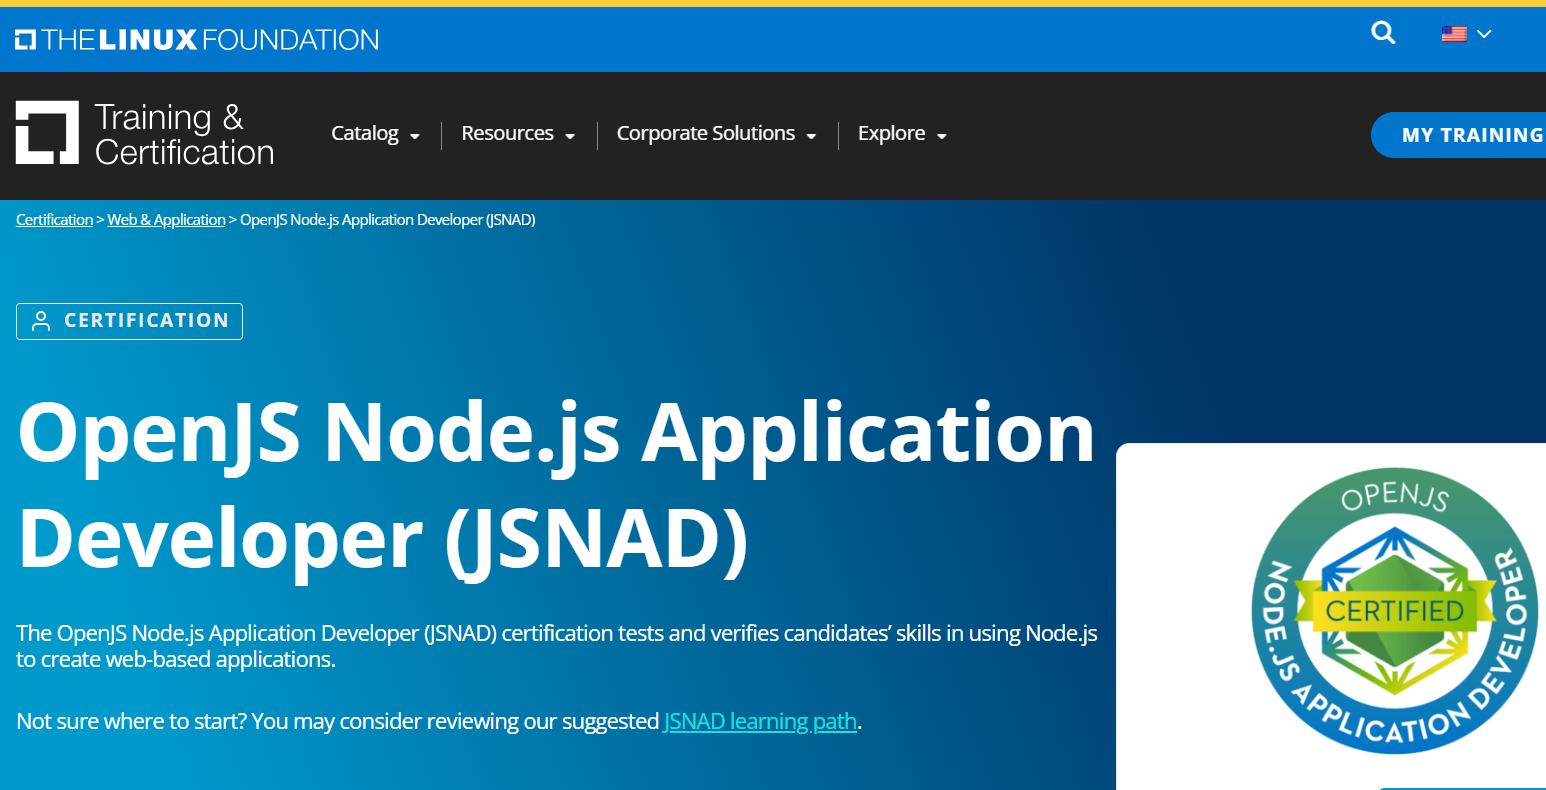 THE LINUX FOUNDATION
Training &
Certification
Catalog
Resources
Corporate Solutions
Explore
MY TRAINING
Certification > Web & Application > OpenJS Node.js Application Developer (JSNAD)
CERTIFICATION
OpenJS Node.js Application
Developer (JSNAD)
The OpenJS Node.js Application Developer (JSNAD) certification tests and verifies candidates’ skills in using Node.js
to create web-based applications.
Not sure where to start? You may consider reviewing our suggested JSNAD learning path.
OPENJS
CERTIFIED
NODE.JS APPLICATION DEVELOPER